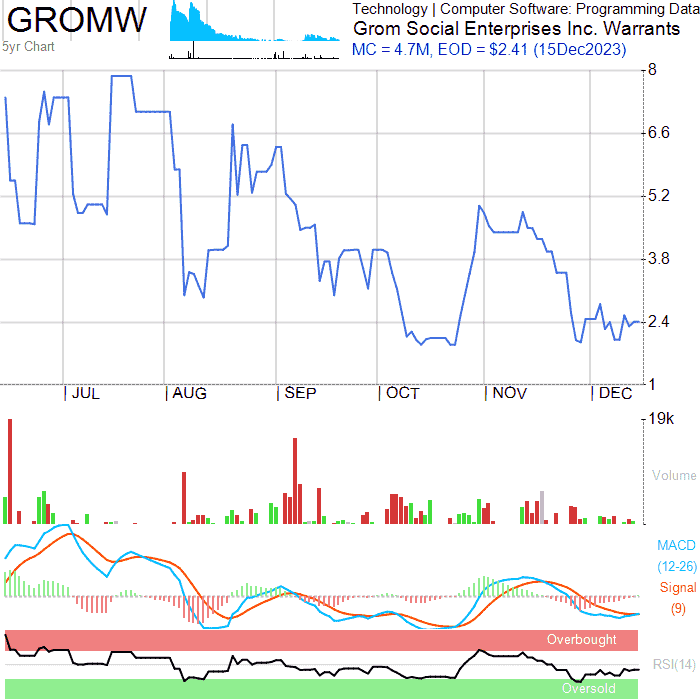 GROMW
5yr Chart
Technology | Computer Software: Programming Data
Grom Social Enterprises Inc. Warrants
MC = 4.7M, EOD = $2.41 (15Dec2023)
8
6.6
5.2
3.8
2.4
1
| JUL | AUG | SEP | OCT | NOV | DEC
19k
Volume
MACD
(12-26)
Signal
(9)
Overbought
RSI(14)
Oversold